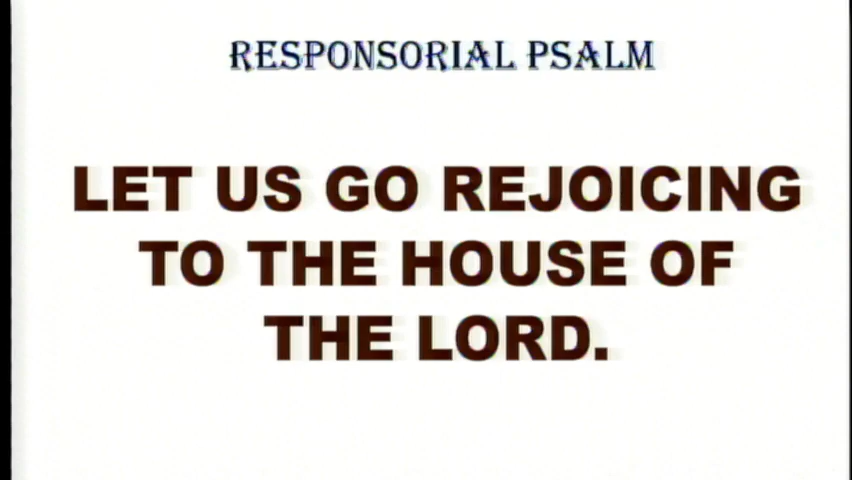 RESPONSORIAL PSALM
LET US GO REJOICING
TO THE HOUSE OF
THE LORD.